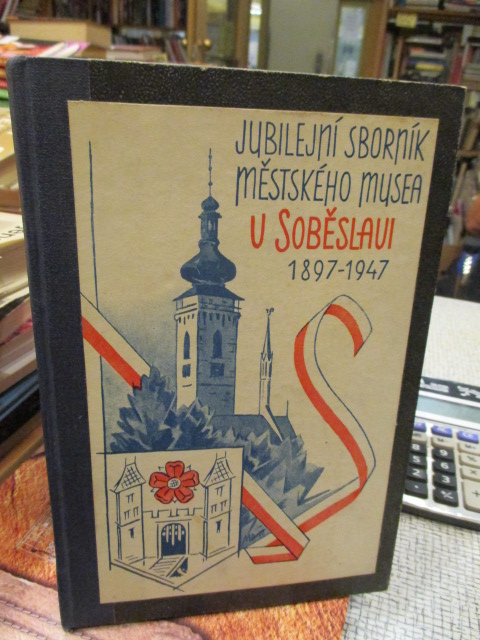 JUBILEJNÍ SBORNÍK
MĚSTSKÉHO MUSEA
V SOBĚSLAVI
1897-1947